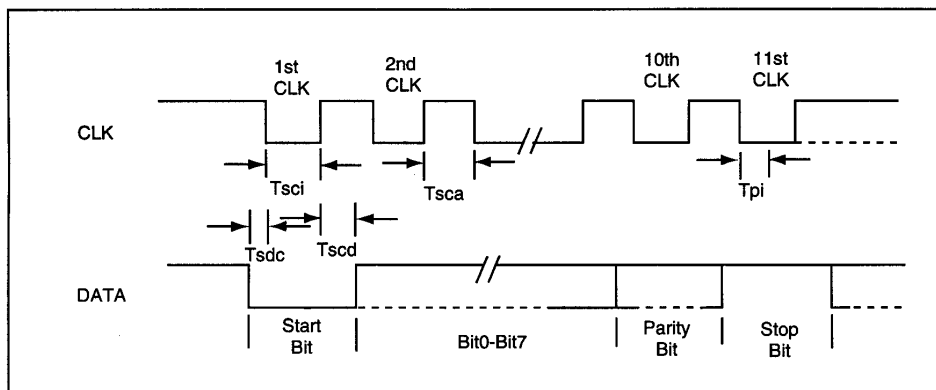 1st
CLK
2nd
CLK
10th
CLK
11st
CLK
CLK
Tsci
Tsca
Tpi
Tsdc
Tscd
DATA
Start
Bit
Bit0-Bit7
Parity
Bit
Stop
Bit